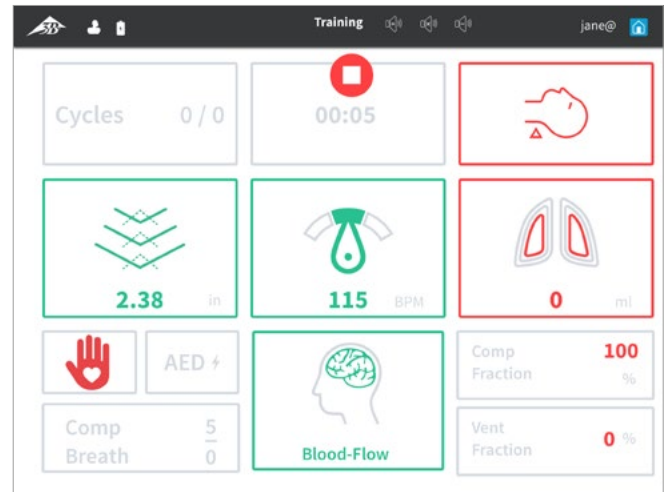 3B
Training
jane@
Cycles 0 / 0
00:05
2.38 in
115 BPM
0 ml
AED
Comp 5
Breath 0
Blood-Flow
Comp 100
Fraction %
Vent
Fraction 0 %